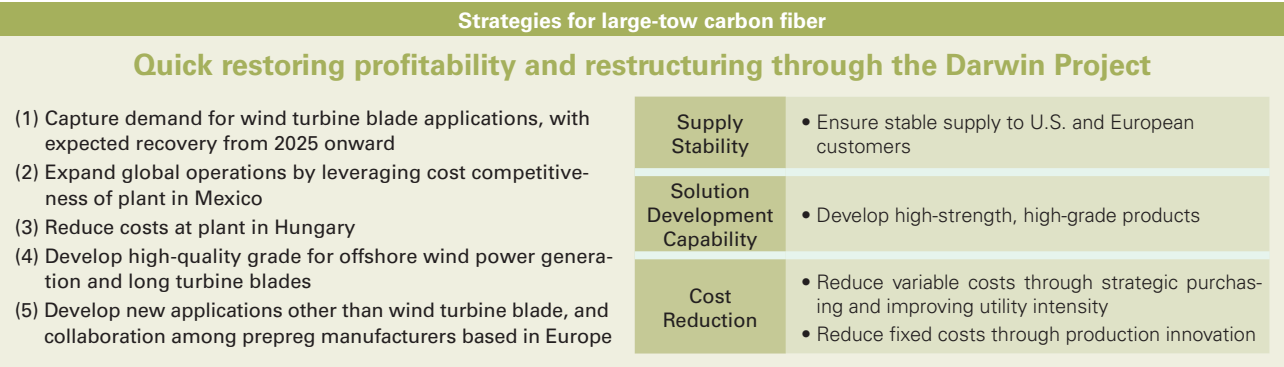 Strategies for large-tow carbon fiber
Quick restoring profitability and restructuring through the Darwin Project
(1) Capture demand for wind turbine blade applications, with
expected recovery from 2025 onward
(2) Expand global operations by leveraging cost competitive-
ness of plant in Mexico
(3) Reduce costs at plant in Hungary
(4) Develop high-quality grade for offshore wind power genera-
tion and long turbine blades
(5) Develop new applications other than wind turbine blade, and
collaboration among prepreg manufacturers based in Europe
Supply
Stability
• Ensure stable supply to U.S. and European
customers
Solution
Development
Capability
• Develop high-strength, high-grade products
Cost
Reduction
• Reduce variable costs through strategic purchas-
ing and improving utility intensity
• Reduce fixed costs through production innovation